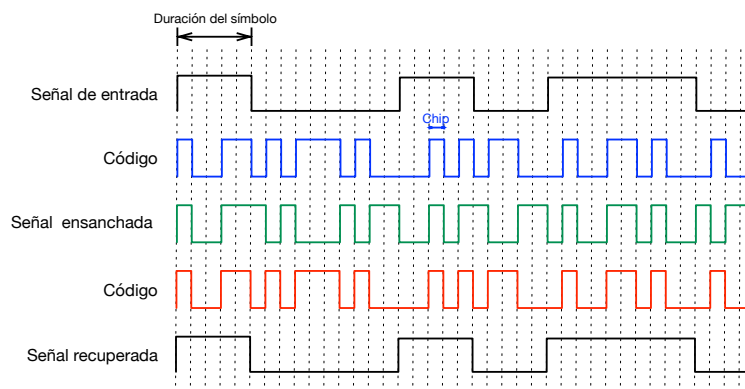 Duración del símbolo
Señal de entrada
Chip
Código
Señal ensanchada
Código
Señal recuperada